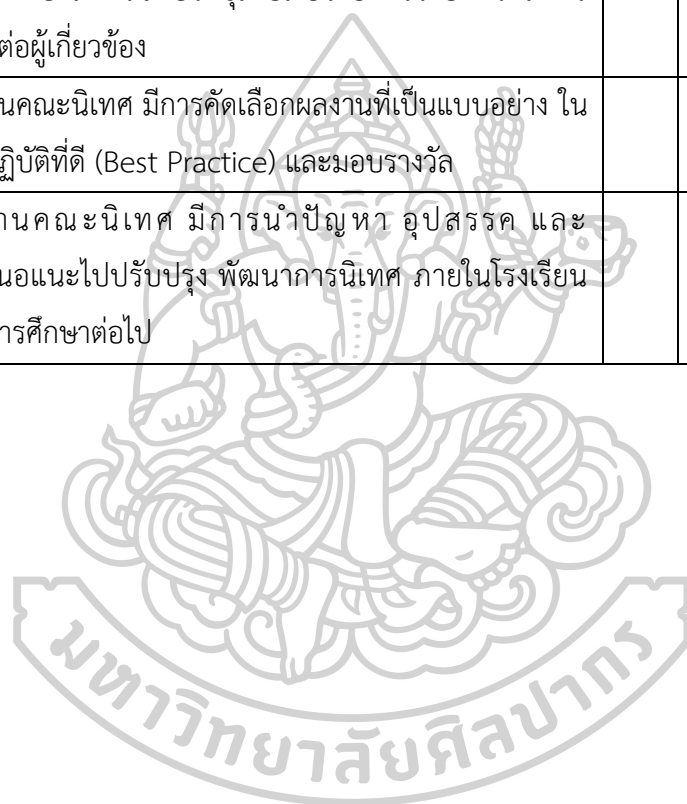 ต่อผู้เกี่ยวข้อง
นคณะนิเทศ มีการคัดเลือกผลงานที่เป็นแบบอย่าง ใน
ฏิบัติที่ดี (Best Practice) และมอบรางวัล
านคณะนิเทศ มีการนำปัญหา อุปสรรค และ
นอแนะไปปรับปรุง พัฒนาการนิเทศ ภายในโรงเรียน
ารศึกษาต่อไป
มหาวิทยาลัยศิลปากร